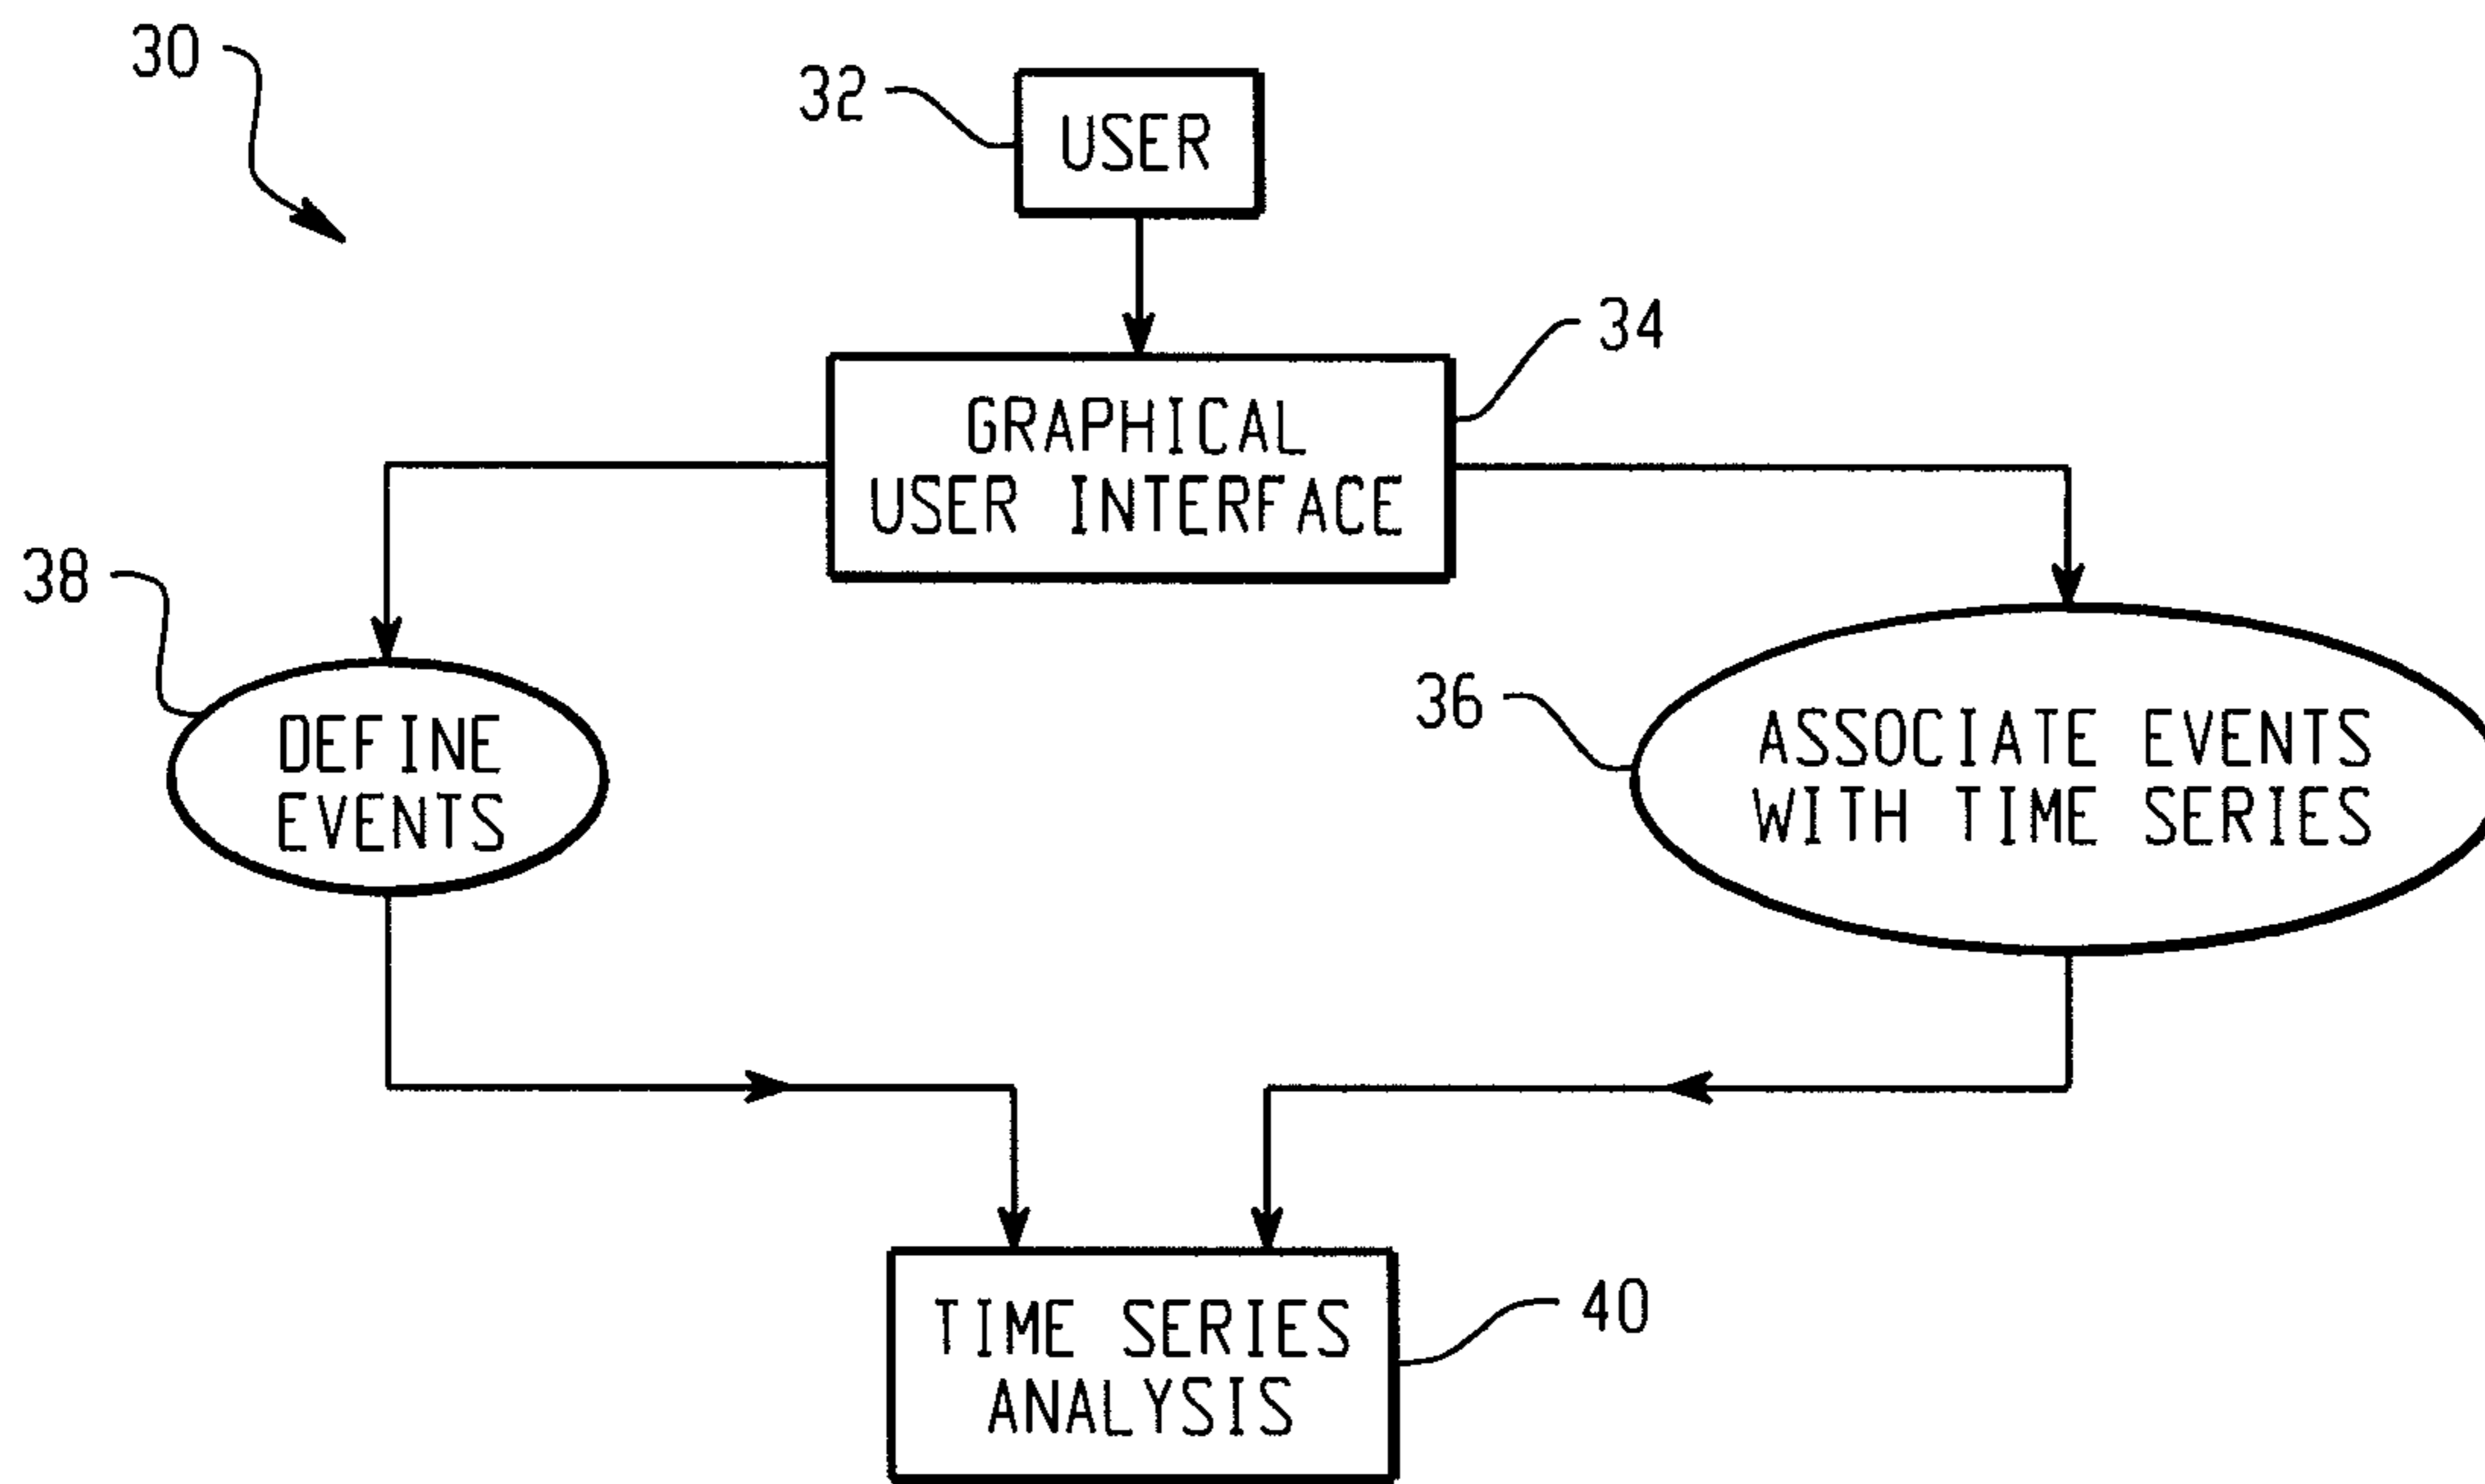 30
32
USER
34
GRAPHICAL
USER INTERFACE
38
DEFINE
EVENTS
36
ASSOCIATE EVENTS
WITH TIME SERIES
TIME SERIES
ANALYSIS
40